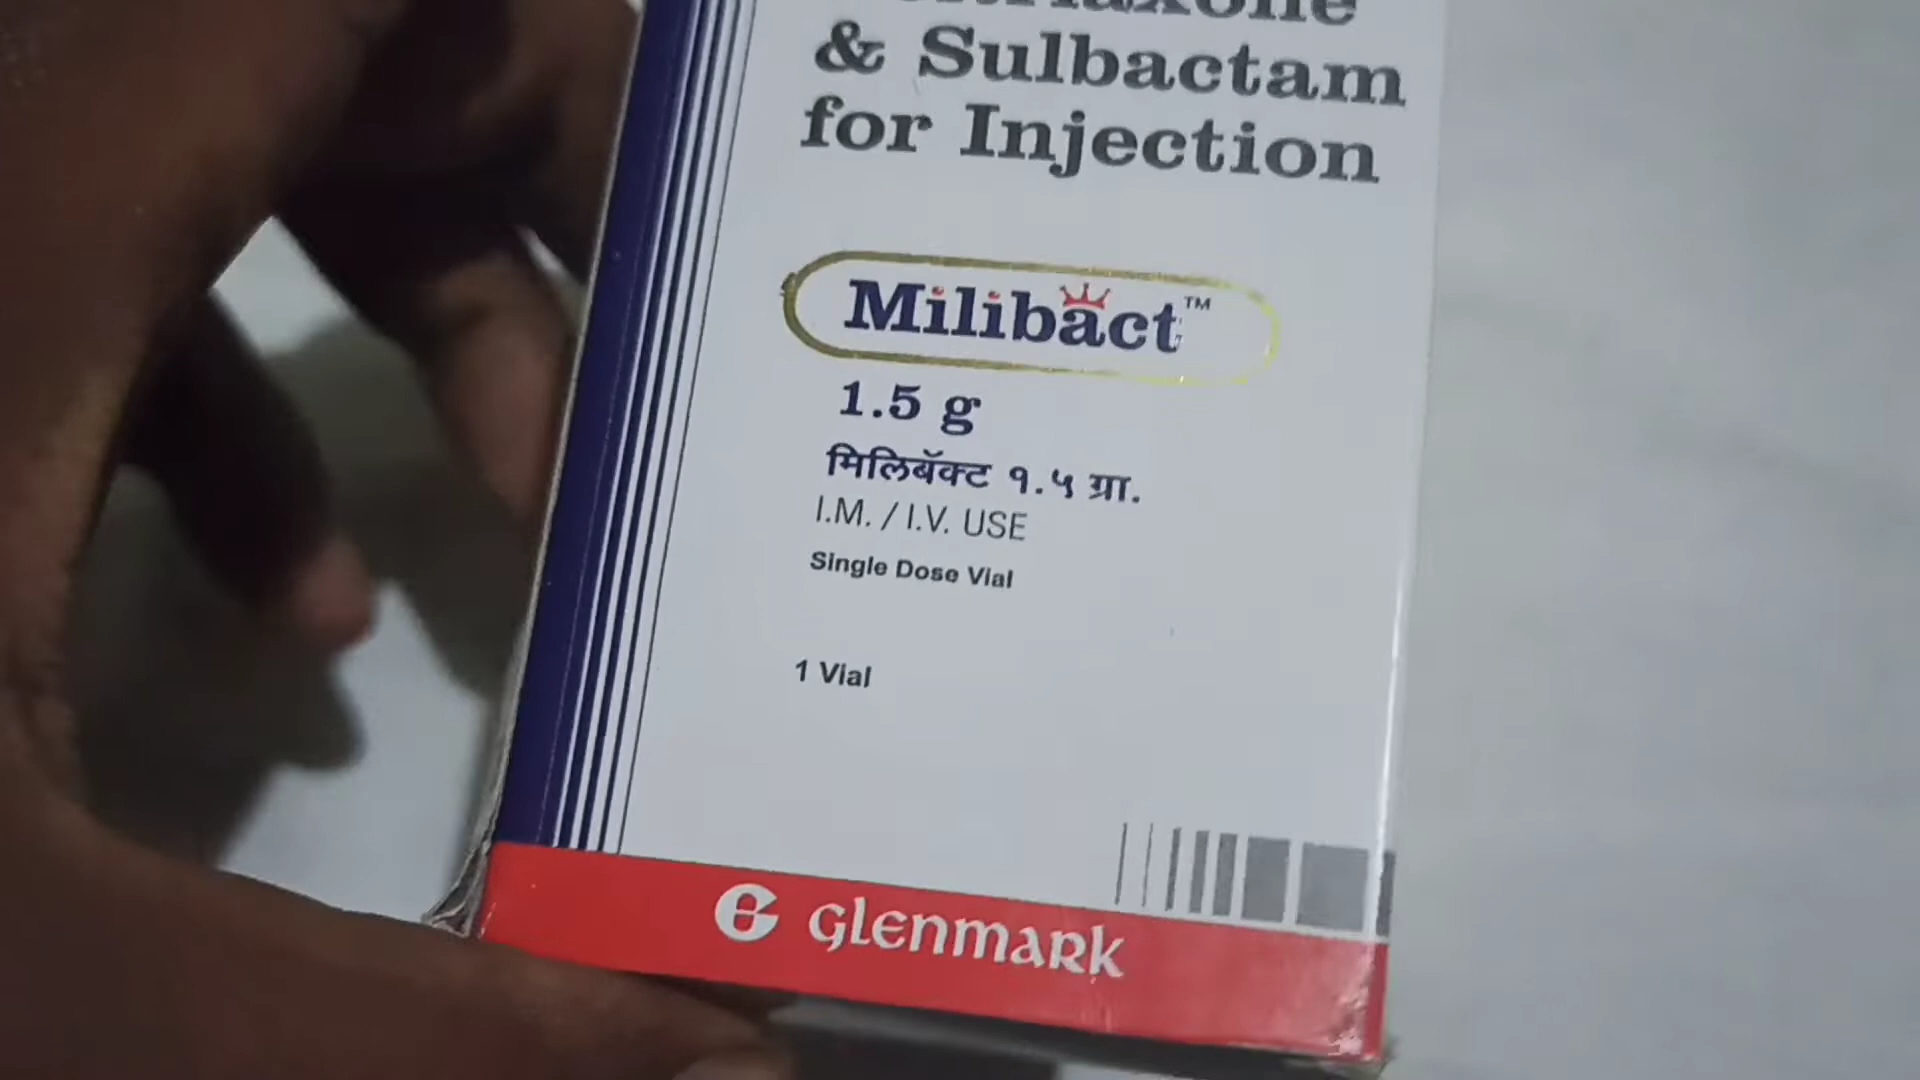 & Sulbactam
for Injection
Milibact™
1.5 g
मिलिबॅक्ट १.५ ग्रा.
I.M. / I.V. USE
Single Dose Vial
1 Vial
GLENMARK